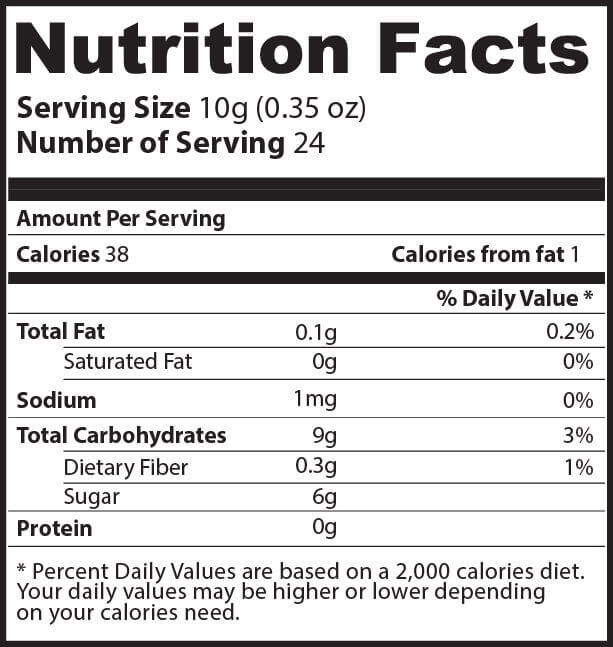 Nutrition Facts
Serving Size 10g (0.35 oz)
Number of Serving 24
Amount Per Serving
Calories 38 Calories from fat 1
% Daily Value *
Total Fat 0.1g 0.2%
Saturated Fat 0g 0%
Sodium 1mg 0%
Total Carbohydrates 9g 3%
Dietary Fiber 0.3g 1%
Sugar 6g
Protein 0g
* Percent Daily Values are based on a 2,000 calories diet.
Your daily values may be higher or lower depending
on your calories need.